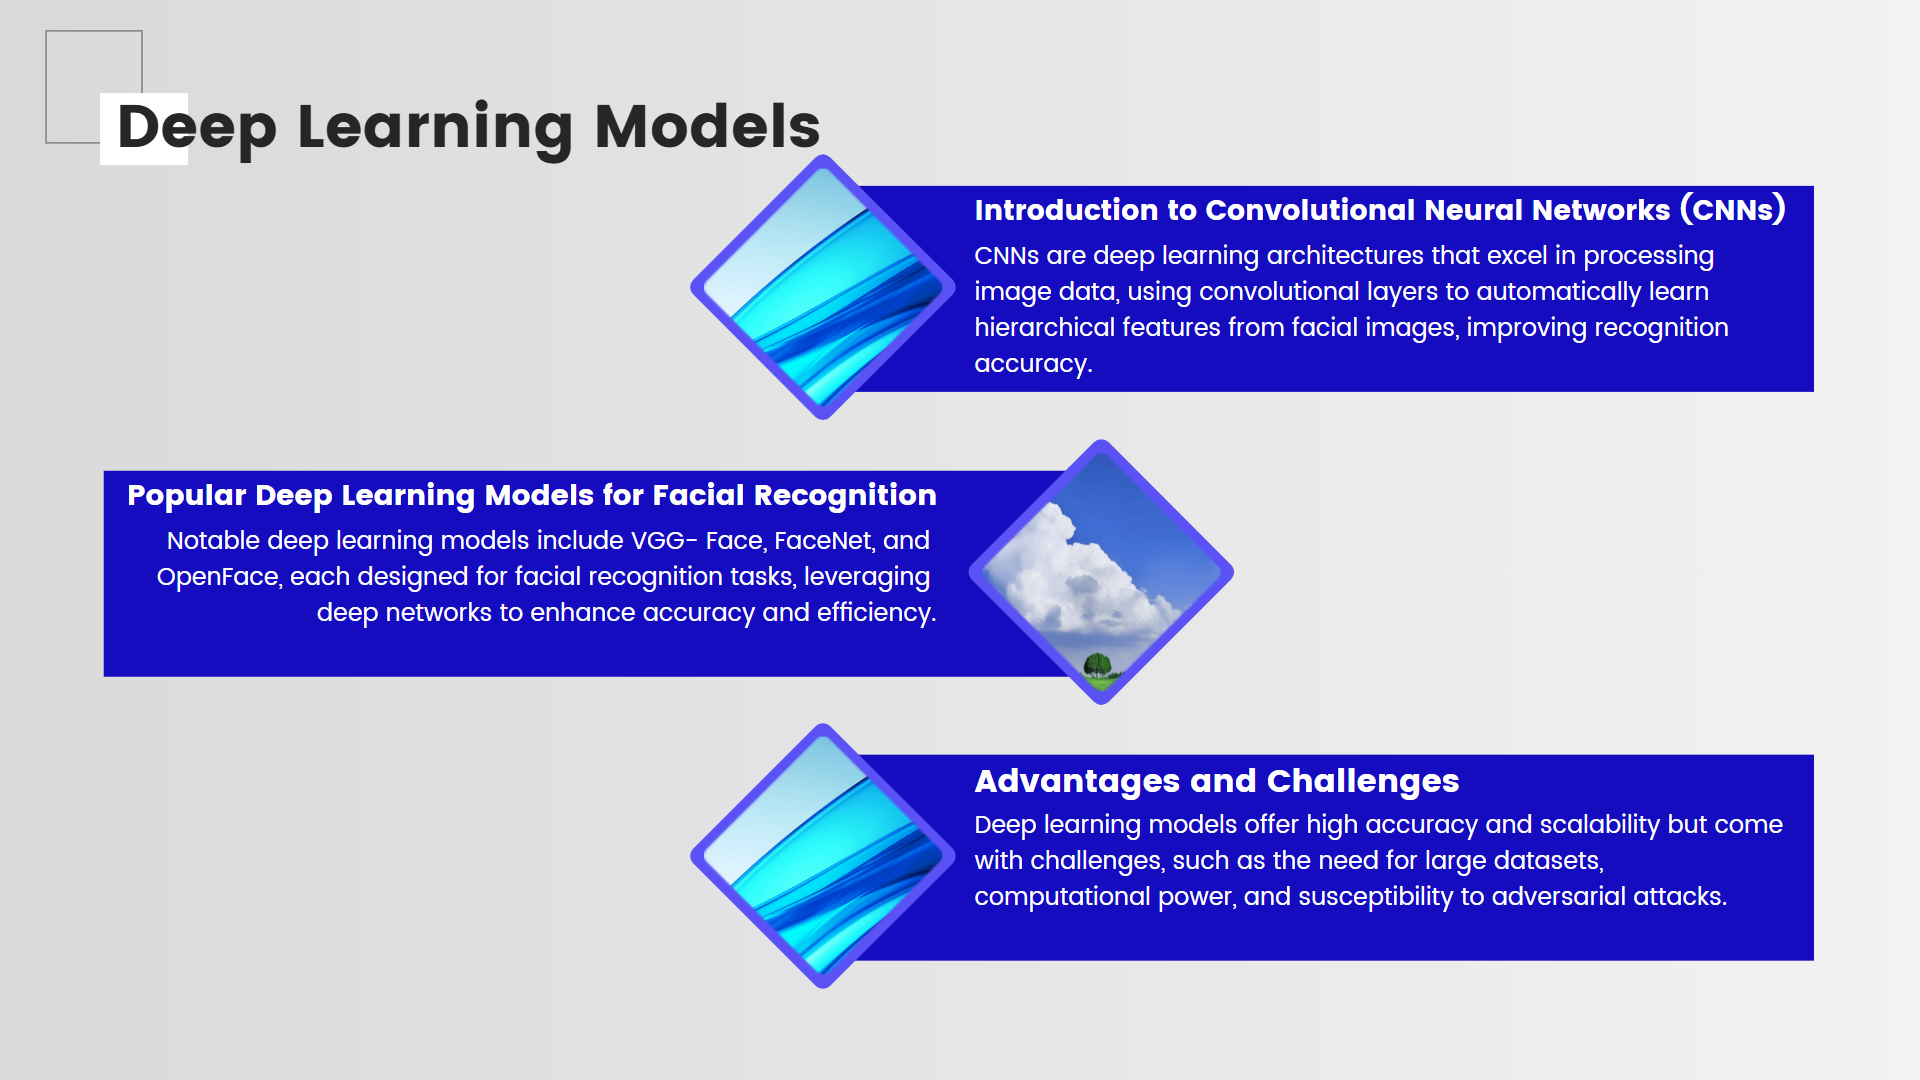 Deep Learning Models
Introduction to Convolutional Neural Networks (CNNs)
CNNs are deep learning architectures that excel in processing
image data, using convolutional layers to automatically learn
hierarchical features from facial images, improving recognition
accuracy.
Popular Deep Learning Models for Facial Recognition
Notable deep learning models include VGG- Face, FaceNet, and
OpenFace, each designed for facial recognition tasks, leveraging
deep networks to enhance accuracy and efficiency.
Advantages and Challenges
Deep learning models offer high accuracy and scalability but come
with challenges, such as the need for large datasets,
computational power, and susceptibility to adversarial attacks.